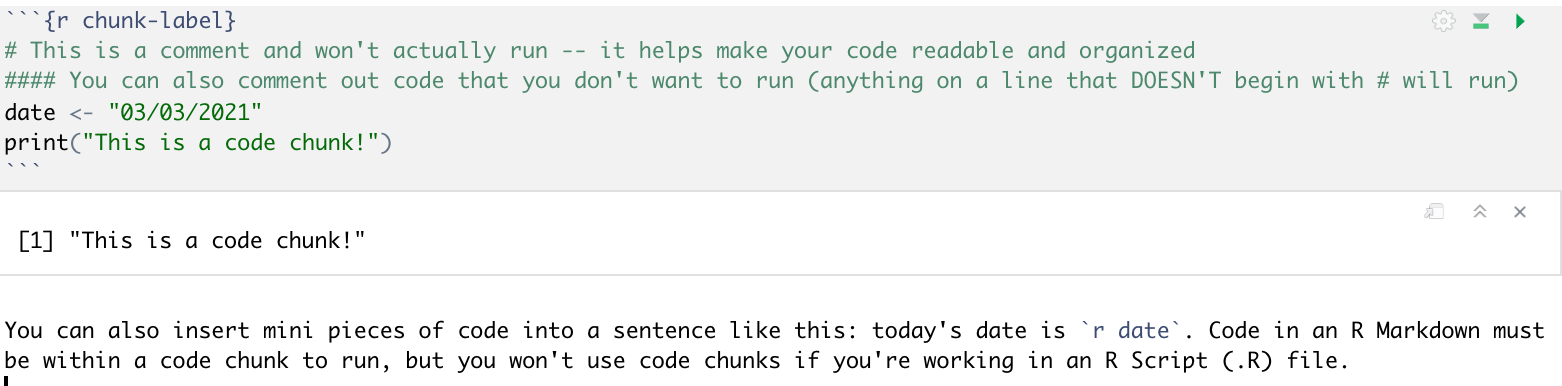 ```{r chunk-label}
# This is a comment and won't actually run -- it helps make your code readable and organized
#### You can also comment out code that you don't want to run (anything on a line that DOESN'T begin with # will run)
date <- "03/03/2021"
print("This is a code chunk!")
```
[1] "This is a code chunk!"
You can also insert mini pieces of code into a sentence like this: today's date is `r date`. Code in an R Markdown must
be within a code chunk to run, but you won't use code chunks if you're working in an R Script (.R) file.